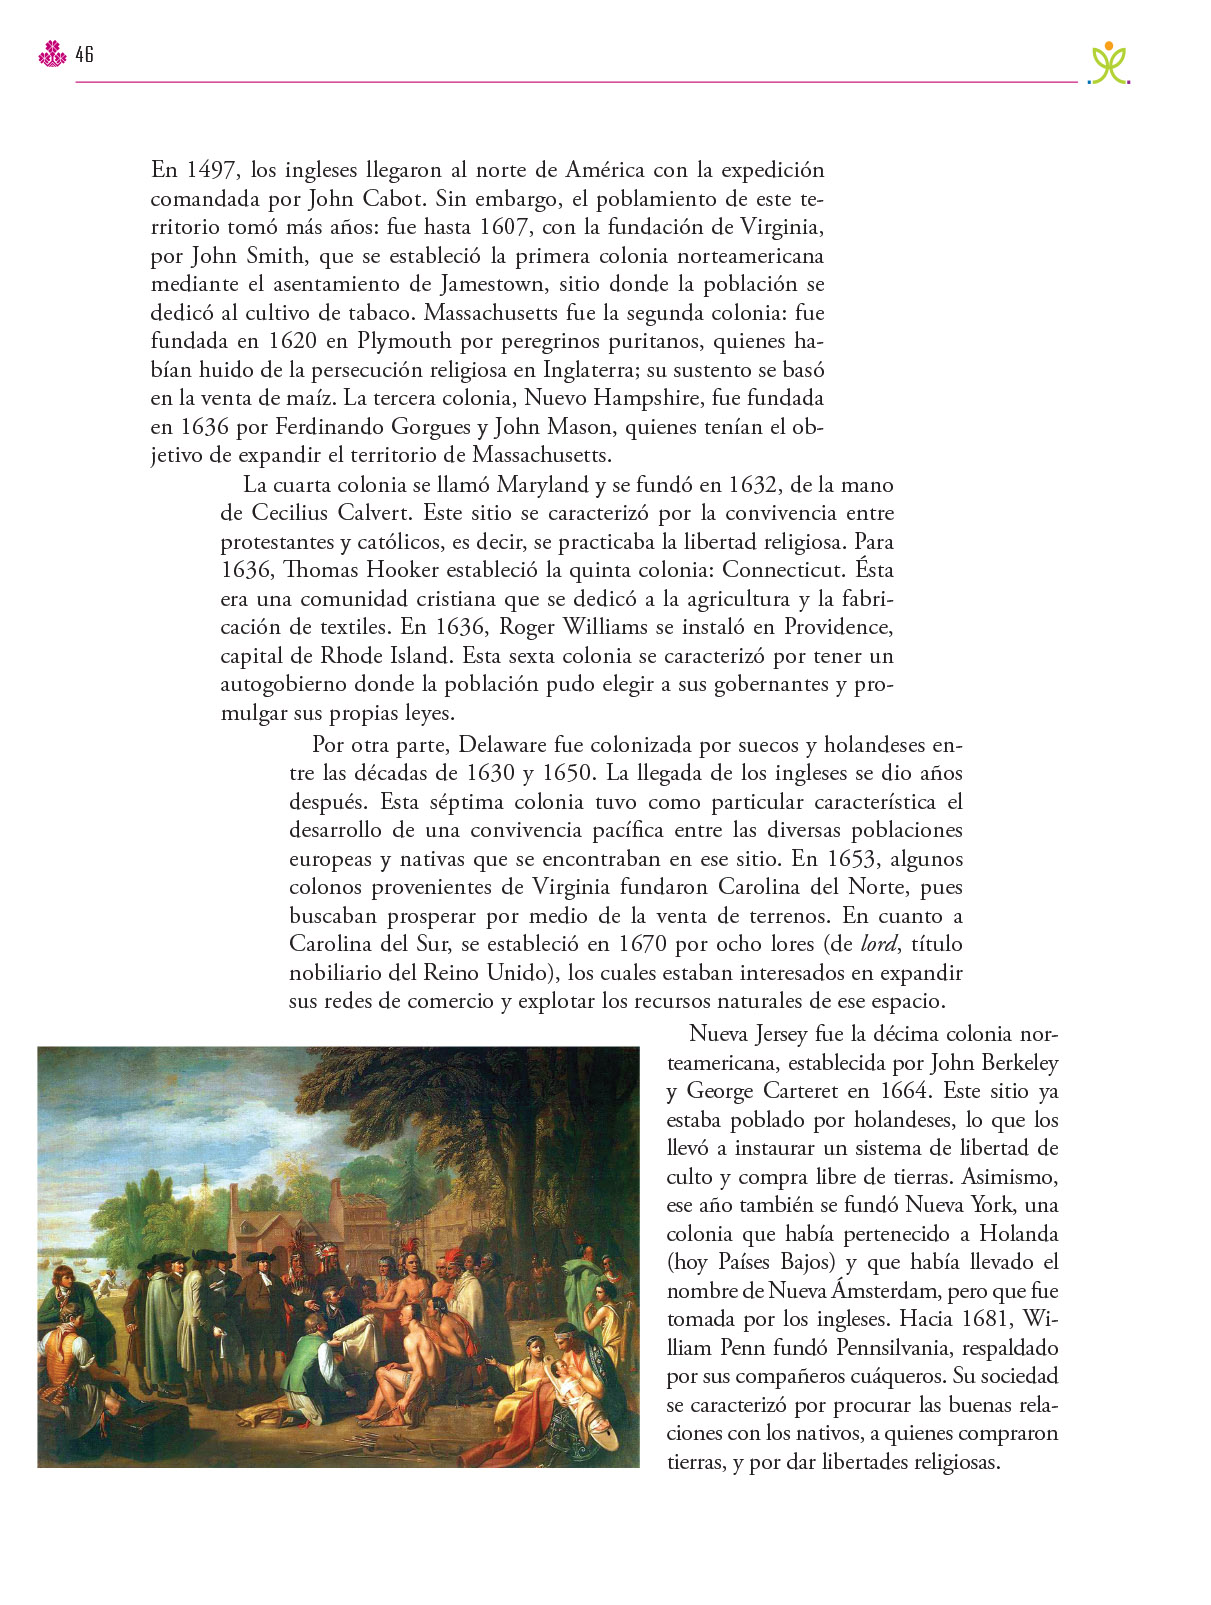 46
En 1497, los ingleses llegaron al norte de América con la expedición
comandada por John Cabot. Sin embargo, el poblamiento de este te-
rritorio tomó más años: fue hasta 1607, con la fundación de Virginia,
por John Smith, que se estableció la primera colonia norteamericana
mediante el asentamiento de Jamestown, sitio donde la población se
dedicó al cultivo de tabaco. Massachusetts fue la segunda colonia: fue
fundada en 1620 en Plymouth por peregrinos puritanos, quienes ha-
bían huido de la persecución religiosa en Inglaterra; su sustento se basó
en la venta de maíz. La tercera colonia, Nuevo Hampshire, fue fundada
en 1636 por Ferdinando Gorgues y John Mason, quienes tenían el ob-
jetivo de expandir el territorio de Massachusetts.
La cuarta colonia se llamó Maryland y se fundó en 1632, de la mano
de Cecilius Calvert. Este sitio se caracterizó por la convivencia entre
protestantes y católicos, es decir, se practicaba la libertad religiosa. Para
1636, Thomas Hooker estableció la quinta colonia: Connecticut. Ésta
era una comunidad cristiana que se dedicó a la agricultura y la fabri-
cación de textiles. En 1636, Roger Williams se instaló en Providence,
capital de Rhode Island. Esta sexta colonia se caracterizó por tener un
autogobierno donde la población pudo elegir a sus gobernantes y pro-
mulgar sus propias leyes.
Por otra parte, Delaware fue colonizada por suecos y holandeses en-
tre las décadas de 1630 y 1650. La llegada de los ingleses se dio años
después. Esta séptima colonia tuvo como particular característica el
desarrollo de una convivencia pacífica entre las diversas poblaciones
europeas y nativas que se encontraban en ese sitio. En 1653, algunos
colonos provenientes de Virginia fundaron Carolina del Norte, pues
buscaban prosperar por medio de la venta de terrenos. En cuanto a
Carolina del Sur, se estableció en 1670 por ocho lores (de lord, título
nobiliario del Reino Unido), los cuales estaban interesados en expandir
sus redes de comercio y explotar los recursos naturales de ese espacio.
Nueva Jersey fue la décima colonia nor-
teamericana, establecida por John Berkeley
y George Carteret en 1664. Este sitio ya
estaba poblado por holandeses, lo que los
llevó a instaurar un sistema de libertad de
culto y compra libre de tierras. Asimismo,
ese año también se fundó Nueva York, una
colonia que había pertenecido a Holanda
(hoy Países Bajos) y que había llevado el
nombre de Nueva Ámsterdam, pero que fue
tomada por los ingleses. Hacia 1681, Wi-
lliam Penn fundó Pennsilvania, respaldado
por sus compañeros cuáqueros. Su sociedad
se caracterizó por procurar las buenas rela-
ciones con los nativos, a quienes compraron
tierras, y por dar libertades religiosas.